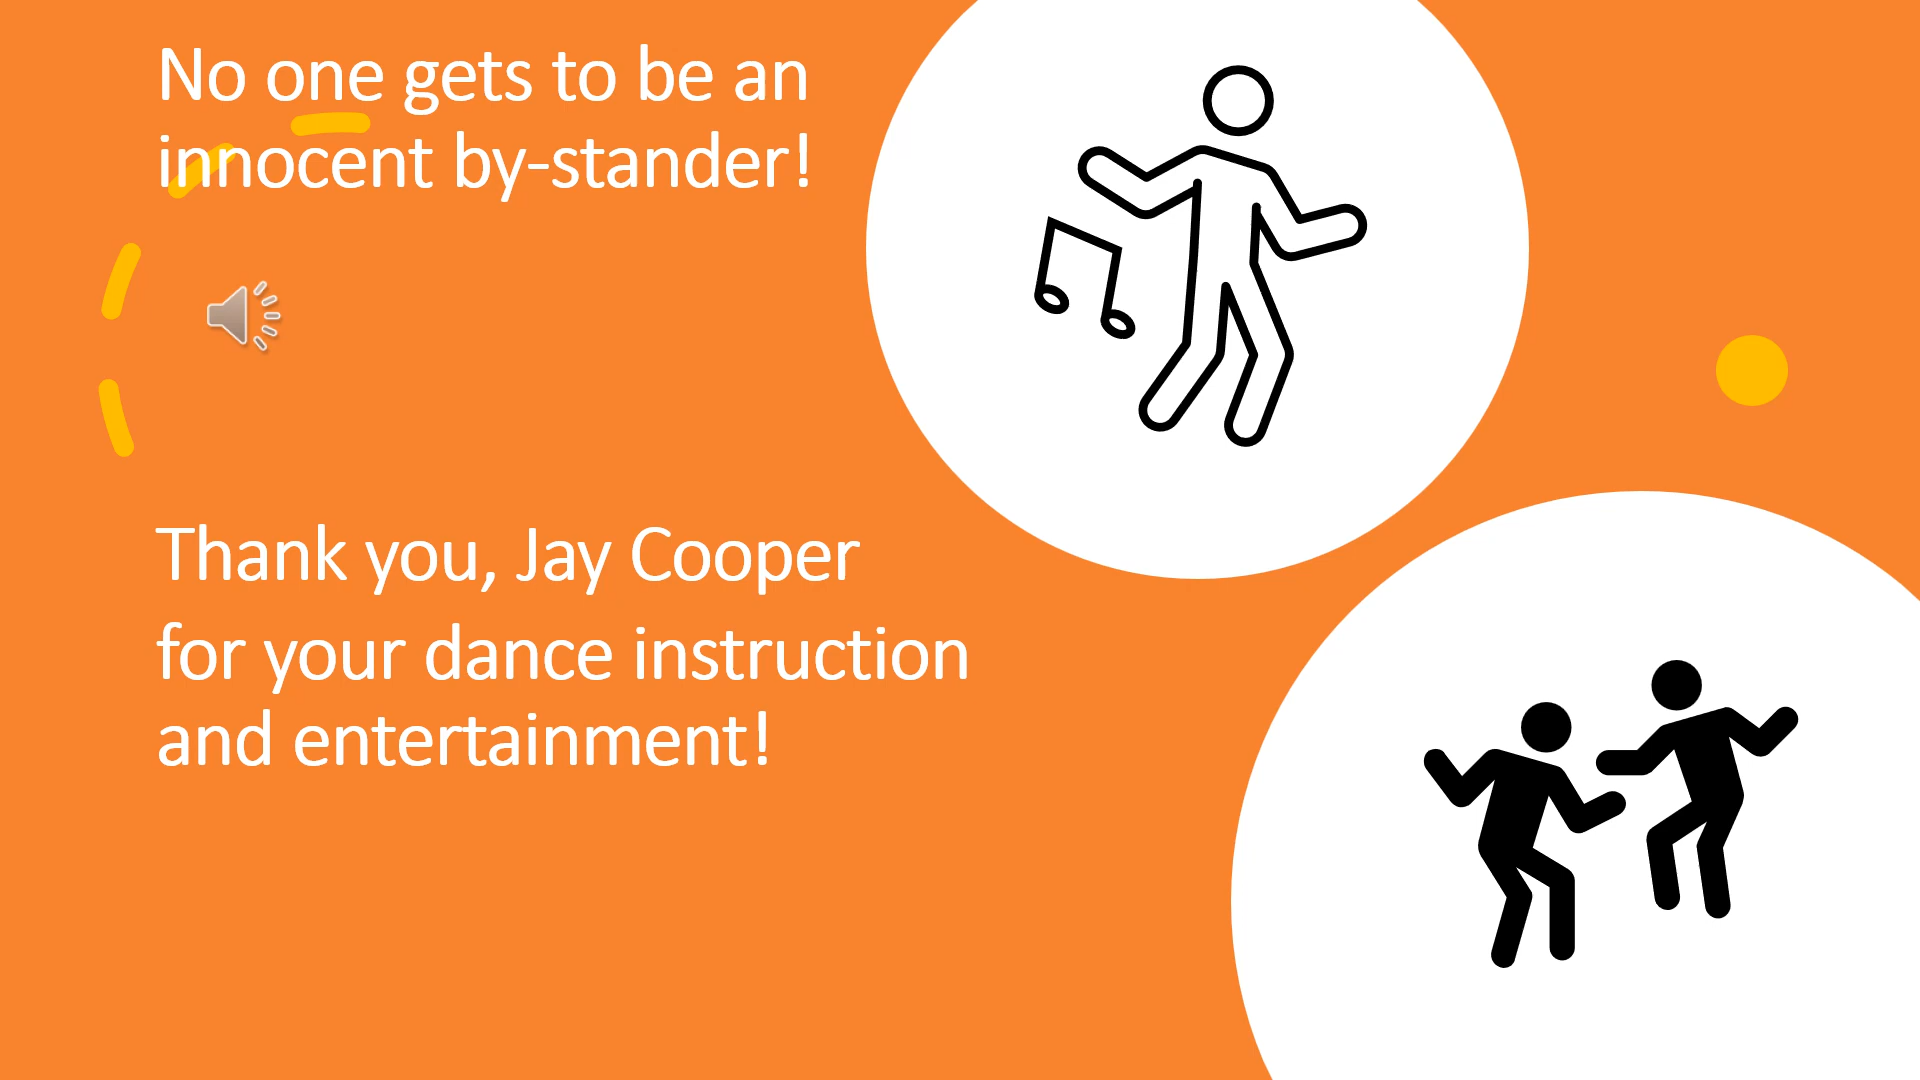 No one gets to be an
innocent by-stander!
Thank you, Jay Cooper
for your dance instruction
and entertainment!